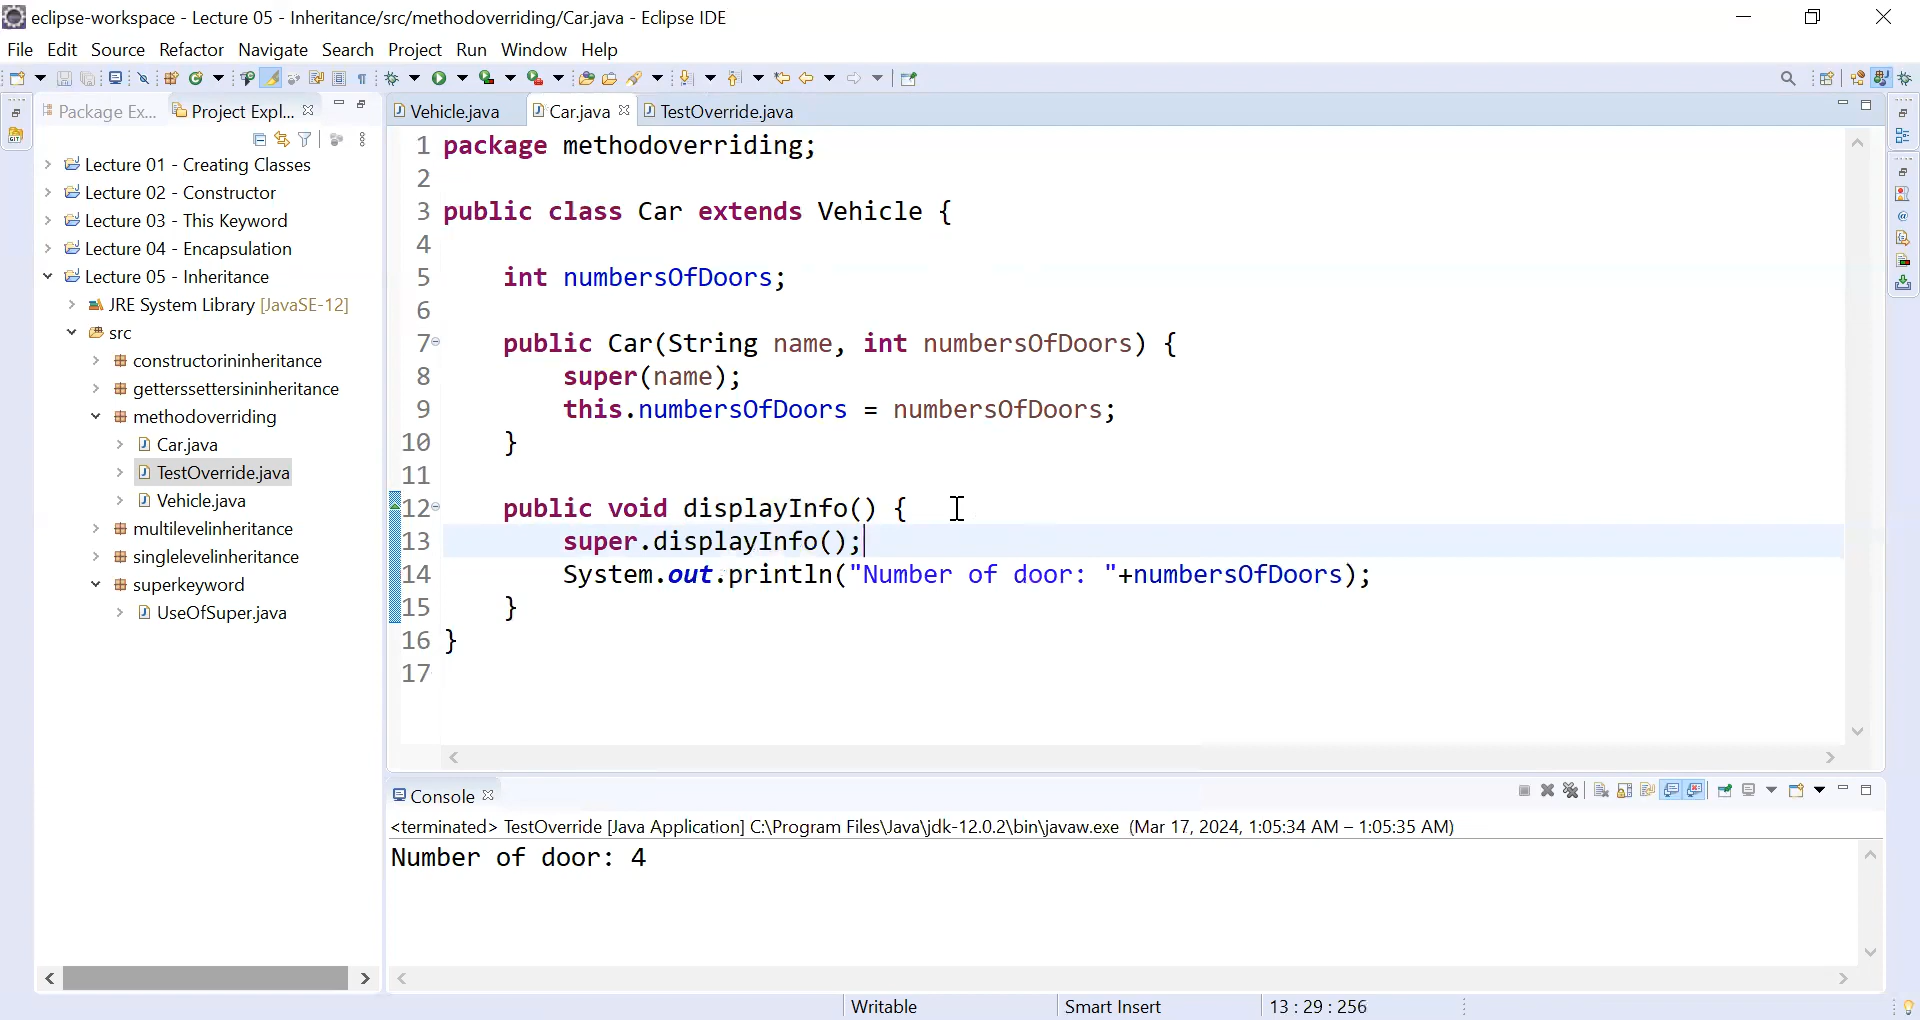 eclipse-workspace - Lecture 05 - Inheritance/src/methodoverriding/Car.java - Eclipse IDE
File Edit Source Refactor Navigate Search Project Run Window Help
Package Ex... Project Expl...
Vehicle.java Car.java TestOverride.java
Lecture 01 - Creating Classes
Lecture 02 - Constructor
Lecture 03 - This Keyword
Lecture 04 - Encapsulation
Lecture 05 - Inheritance
JRE System Library [JavaSE-12]
src
constructorininheritance
getterssettersininheritance
methodoverriding
Car.java
TestOverride.java
Vehicle.java
multilevelinheritance
singlelevelinheritance
superkeyword
UseOfSuper.java
1 package methodoverriding;
2
3 public class Car extends Vehicle {
4
5 int numbersOfDoors;
6
7 public Car(String name, int numbersOfDoors) {
8 super(name);
9 this.numbersOfDoors = numbersOfDoors;
10 }
11
12 public void displayInfo() {
13 super.displayInfo();
14 System.out.println("Number of door: "+numbersOfDoors);
15 }
16 }
17
Console
<terminated> TestOverride [Java Application] C:\Program Files\Java\jdk-12.0.2\bin\javaw.exe (Mar 17, 2024, 1:05:34 AM – 1:05:35 AM)
Number of door: 4
Writable Smart Insert 13 : 29 : 256